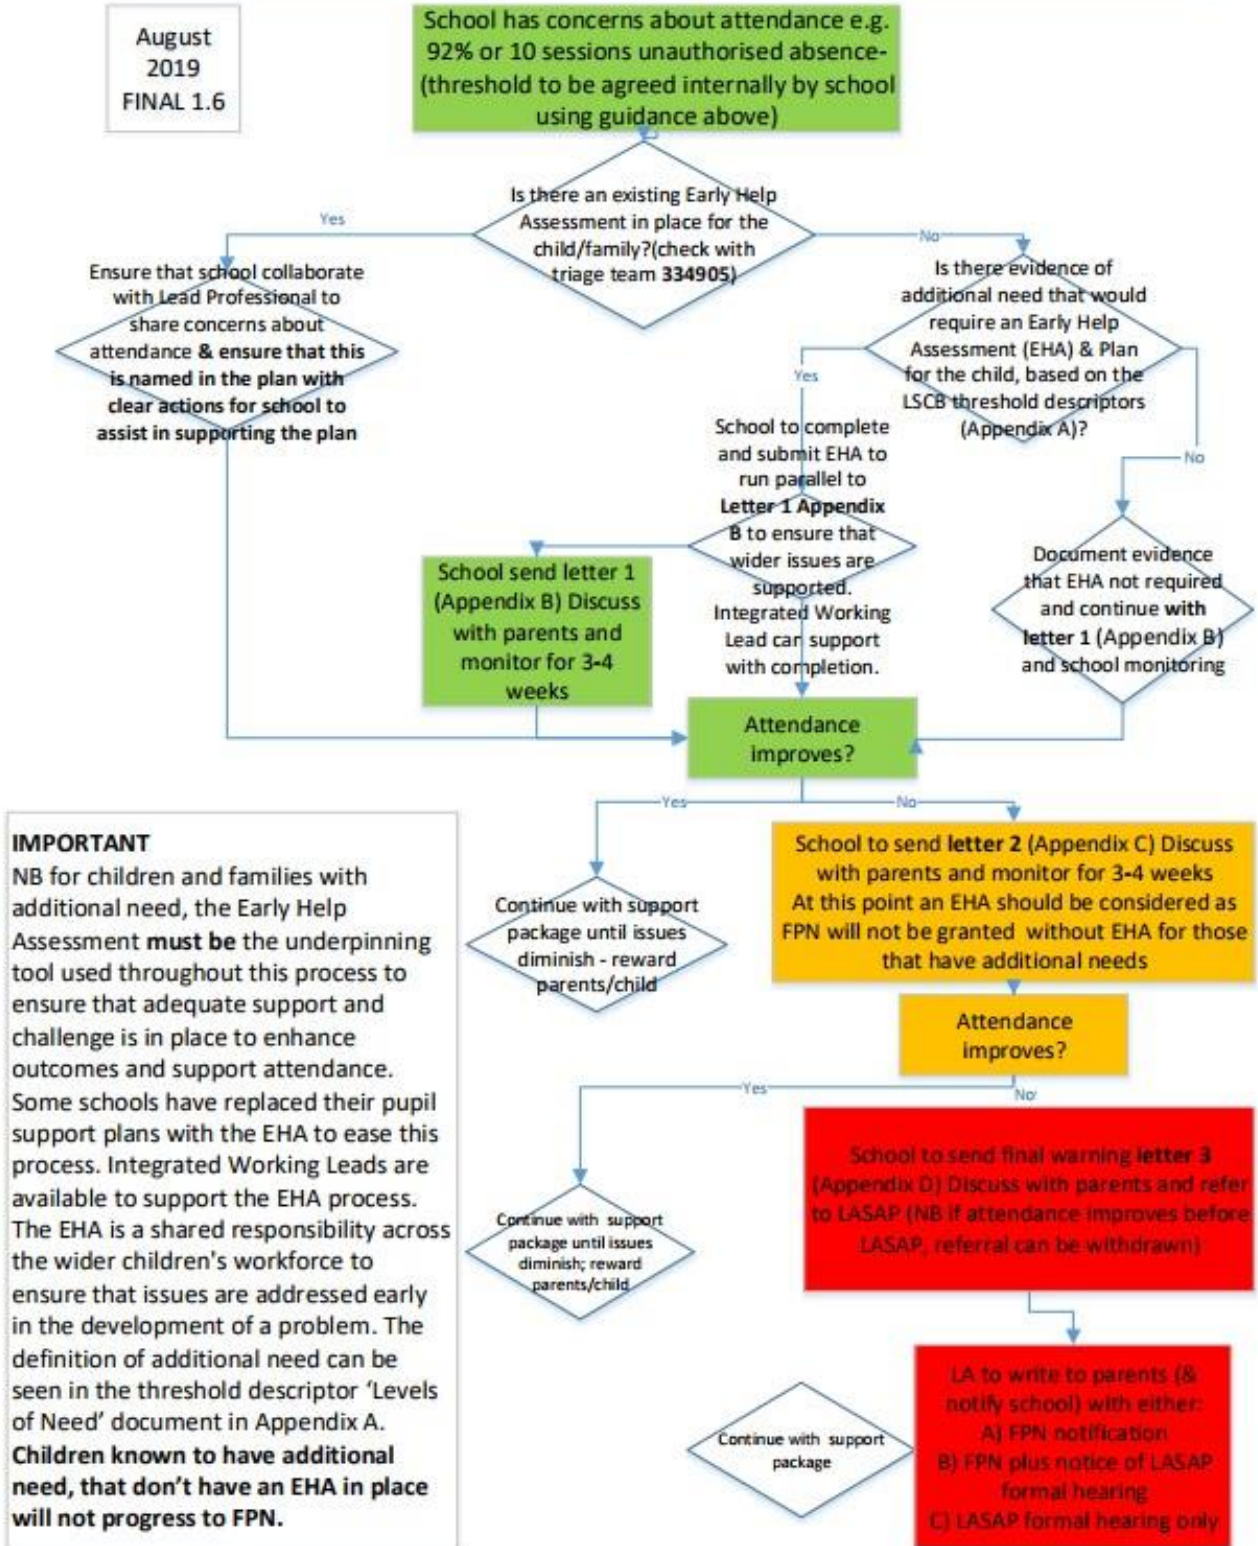 August
2019
FINAL 1.6
School has concerns about attendance e.g.
92% or 10 sessions unauthorised absence-
(threshold to be agreed internally by school
using guidance above)
Is there an existing Early Help
Assessment in place for the
child/family?(check with
triage team 334905)
Yes
No
Ensure that school collaborate
with Lead Professional to
share concerns about
attendance & ensure that this
is named in the plan with
clear actions for school to
assist in supporting the plan
Is there evidence of
additional need that would
require an Early Help
Assessment (EHA) & Plan
for the child, based on the
LSCB threshold descriptors
(Appendix A)?
Yes
No
School to complete
and submit EHA to
run parallel to
Letter 1 Appendix
B to ensure that
wider issues are
supported.
Integrated Working
Lead can support
with completion.
School send letter 1
(Appendix B) Discuss
with parents and
monitor for 3-4
weeks
Document evidence
that EHA not required
and continue with
letter 1 (Appendix B)
and school monitoring
Attendance
improves?
Yes
No
Continue with support
package until issues
diminish - reward
parents/child
School to send letter 2 (Appendix C) Discuss
with parents and monitor for 3-4 weeks
At this point an EHA should be considered as
FPN will not be granted without EHA for those
that have additional needs
Attendance
improves?
Yes
No
Continue with support
package until issues
diminish; reward
parents/child
School to send final warning letter 3
(Appendix D) Discuss with parents and refer
to LASAP (NB if attendance improves before
LASAP, referral can be withdrawn)
Continue with support
package
LA to write to parents (&
notify school) with either:
A) FPN notification
B) FPN plus notice of LASAP
formal hearing
C) LASAP formal hearing only
IMPORTANT
NB for children and families with
additional need, the Early Help
Assessment must be the underpinning
tool used throughout this process to
ensure that adequate support and
challenge is in place to enhance
outcomes and support attendance.
Some schools have replaced their pupil
support plans with the EHA to ease this
process. Integrated Working Leads are
available to support the EHA process.
The EHA is a shared responsibility across
the wider children's workforce to
ensure that issues are addressed early
in the development of a problem. The
definition of additional need can be
seen in the threshold descriptor ‘Levels
of Need’ document in Appendix A.
Children known to have additional
need, that don’t have an EHA in place
will not progress to FPN.